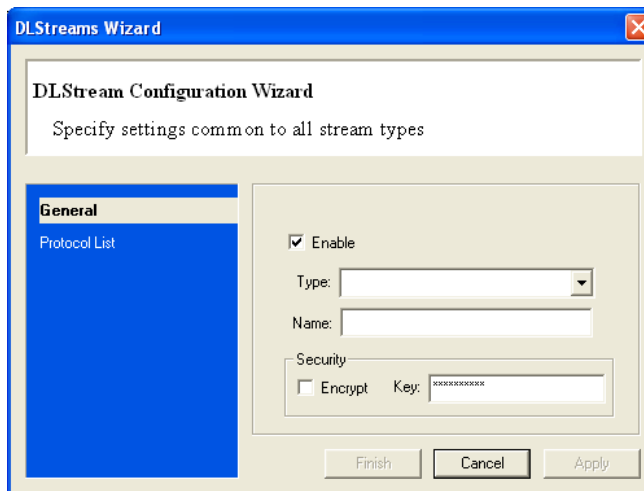 DLStreams Wizard
DLStream Configuration Wizard
Specify settings common to all stream types
General
Protocol List
Enable
Type:
Name:
Security
Encrypt Key: **********
Finish Cancel Apply